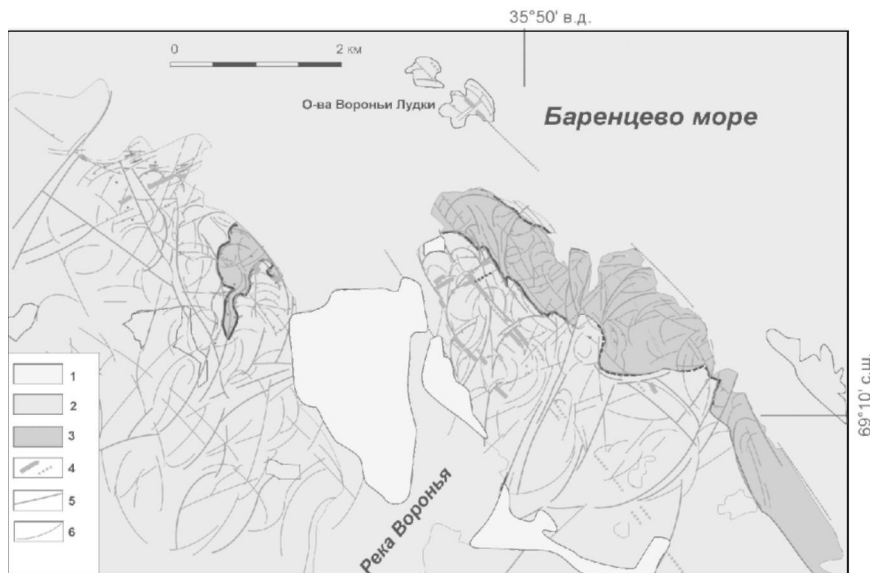 35°50' в.д.
0 2 км
О-ва Вороньи Лудки
Баренцево море
69°10' с.ш.
Река Воронья
1
2
3
4
5
6